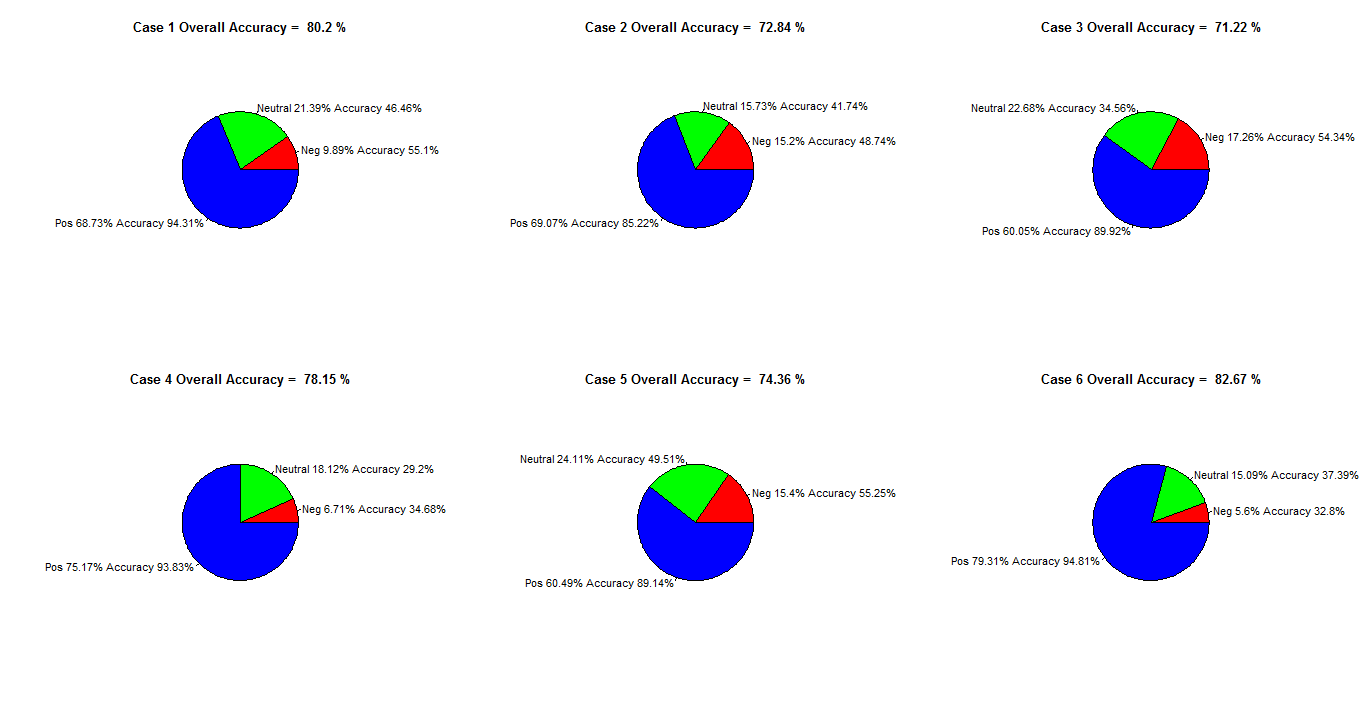 Case 1 Overall Accuracy = 80.2 %
Neutral 21.39% Accuracy 46.46%
Neg 9.89% Accuracy 55.1%
Pos 68.73% Accuracy 94.31%
Case 2 Overall Accuracy = 72.84 %
Neutral 15.73% Accuracy 41.74%
Neg 15.2% Accuracy 48.74%
Pos 69.07% Accuracy 85.22%
Case 3 Overall Accuracy = 71.22 %
Neutral 22.68% Accuracy 34.56%
Neg 17.26% Accuracy 54.34%
Pos 60.05% Accuracy 89.92%
Case 4 Overall Accuracy = 78.15 %
Neutral 18.12% Accuracy 29.2%
Neg 6.71% Accuracy 34.68%
Pos 75.17% Accuracy 93.83%
Case 5 Overall Accuracy = 74.36 %
Neutral 24.11% Accuracy 49.51%
Neg 15.4% Accuracy 55.25%
Pos 60.49% Accuracy 89.14%
Case 6 Overall Accuracy = 82.67 %
Neutral 15.09% Accuracy 37.39%
Neg 5.6% Accuracy 32.8%
Pos 79.31% Accuracy 94.81%